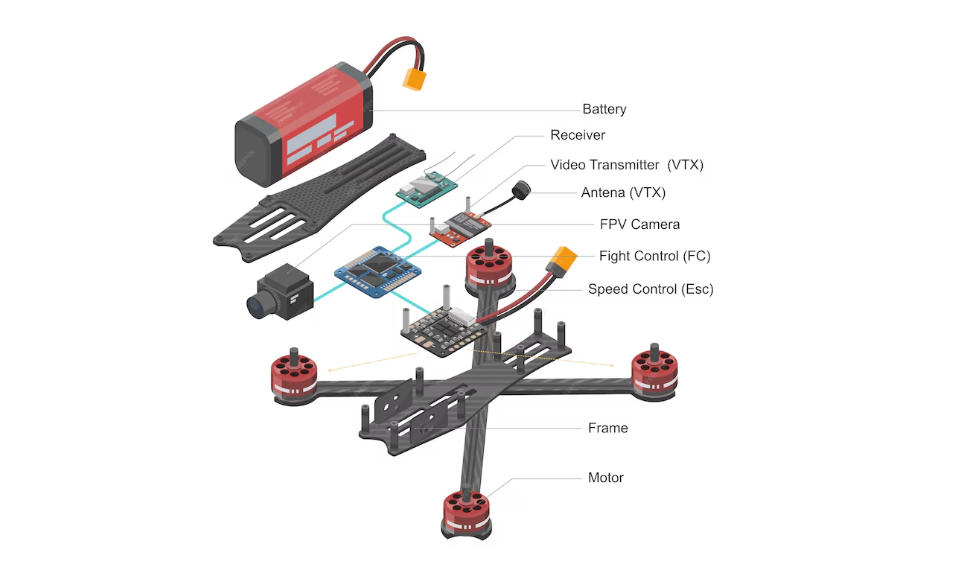 Battery
Receiver
Video Transmitter (VTX)
Antena (VTX)
FPV Camera
Fight Control (FC)
Speed Control (Esc)
Frame
Motor